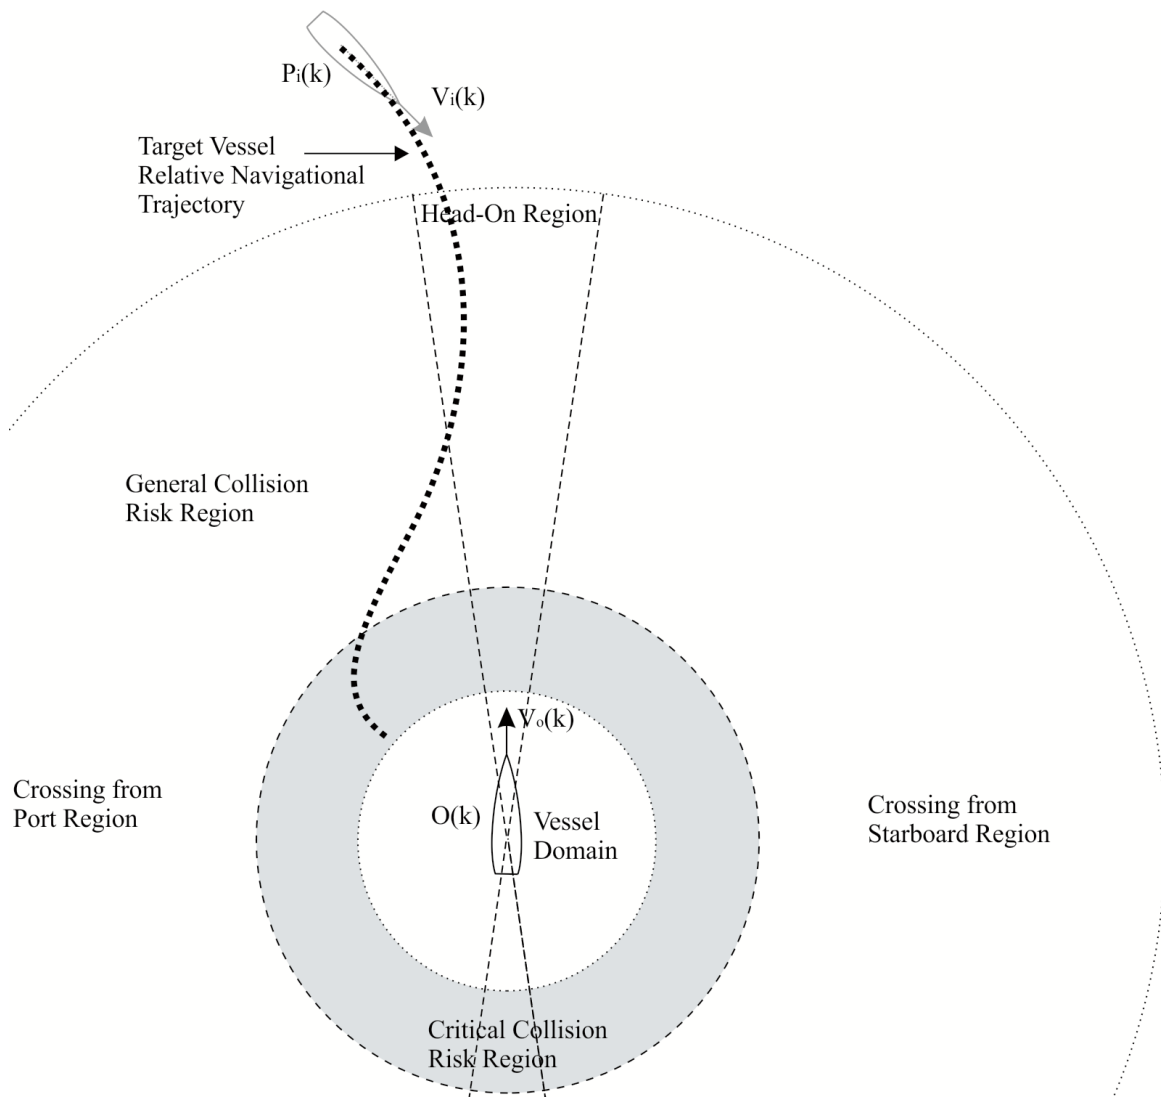 Pi(k)
Vi(k)
Target Vessel
Relative Navigational
Trajectory
Head-On Region
General Collision
Risk Region
Vo(k)
Crossing from
Port Region
O(k)
Vessel
Domain
Crossing from
Starboard Region
Critical Collision
Risk Region